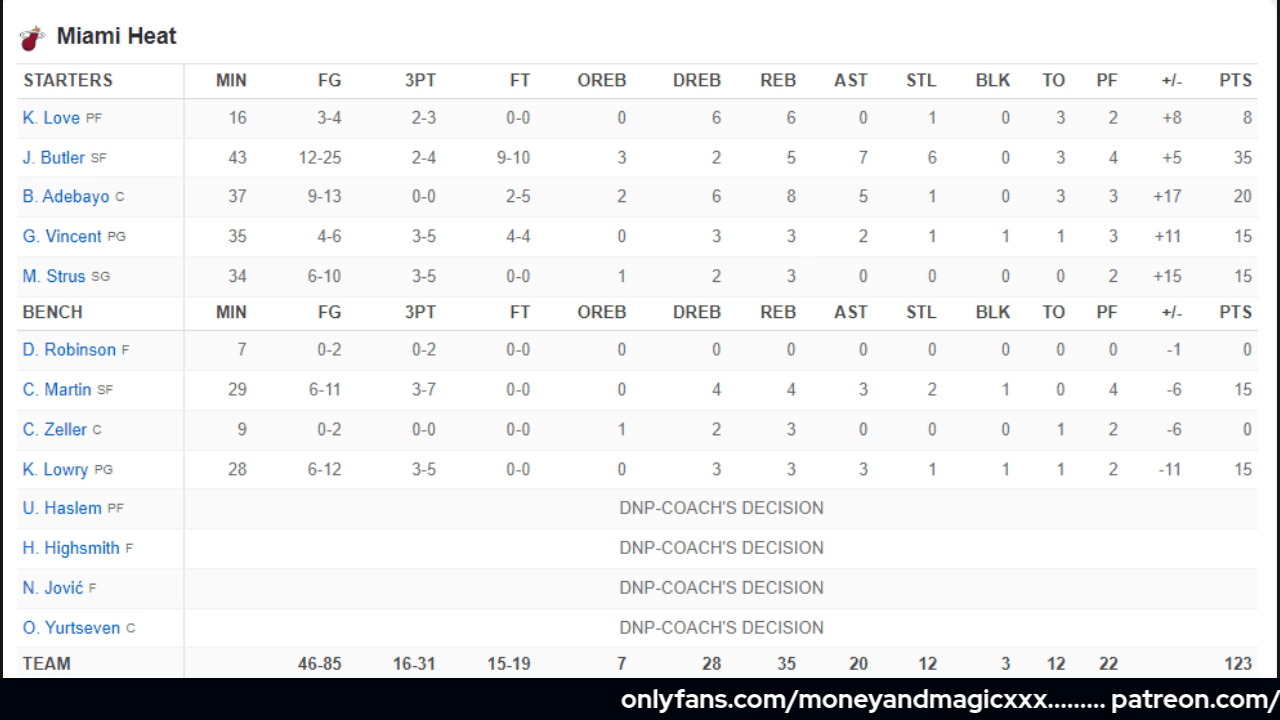 Miami Heat
STARTERS MIN FG 3PT FT OREB DREB REB AST STL BLK TO PF +/- PTS
K. Love PF 16 3-4 2-3 0-0 0 6 6 0 1 0 3 2 +8 8
J. Butler SF 43 12-25 2-4 9-10 3 2 5 7 6 0 3 4 +5 35
B. Adebayo C 37 9-13 0-0 2-5 2 6 8 5 1 0 3 3 +17 20
G. Vincent PG 35 4-6 3-5 4-4 0 3 3 2 1 1 1 3 +11 15
M. Strus SG 34 6-10 3-5 0-0 1 2 3 0 0 0 0 2 +15 15
BENCH MIN FG 3PT FT OREB DREB REB AST STL BLK TO PF +/- PTS
D. Robinson F 7 0-2 0-2 0-0 0 0 0 0 0 0 0 0 -1 0
C. Martin SF 29 6-11 3-7 0-0 0 4 4 3 2 1 0 4 -6 15
C. Zeller C 9 0-2 0-0 0-0 1 2 3 0 0 0 1 2 -6 0
K. Lowry PG 28 6-12 3-5 0-0 0 3 3 3 1 1 1 2 -11 15
U. Haslem PF DNP-COACH'S DECISION
H. Highsmith F DNP-COACH'S DECISION
N. Jović F DNP-COACH'S DECISION
O. Yurtseven C DNP-COACH'S DECISION
TEAM 46-85 16-31 15-19 7 28 35 20 12 3 12 22 123
onlyfans.com/moneyandmagicxxx......... patreon.com/